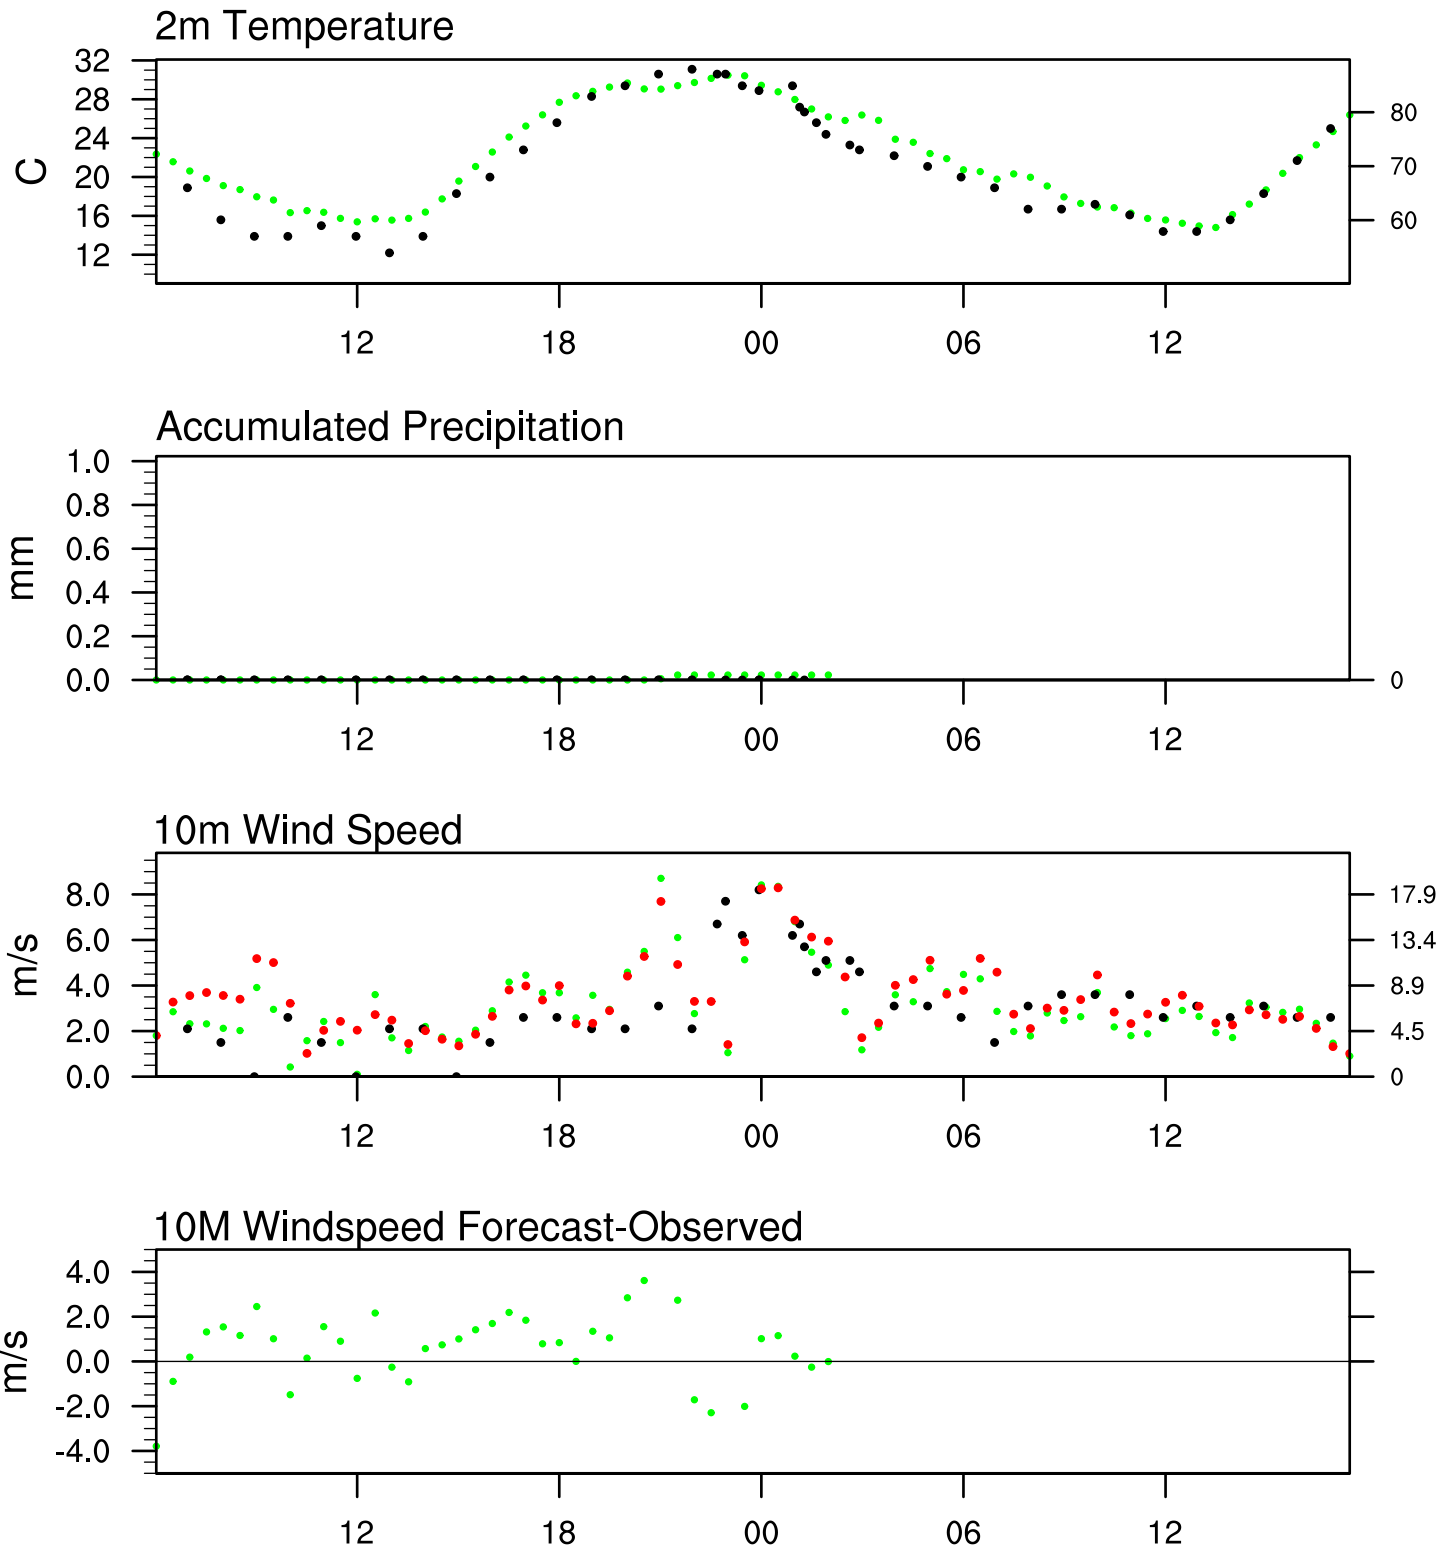 2m Temperature
32
28
24
20
16
12
C
80
70
60
12 18 00 06 12
Accumulated Precipitation
1.0
0.8
0.6
0.4
0.2
0.0
mm
0
12 18 00 06 12
10m Wind Speed
8.0
6.0
4.0
2.0
0.0
m/s
17.9
13.4
8.9
4.5
0
12 18 00 06 12
10M Windspeed Forecast-Observed
4.0
2.0
0.0
-2.0
-4.0
m/s
12 18 00 06 12